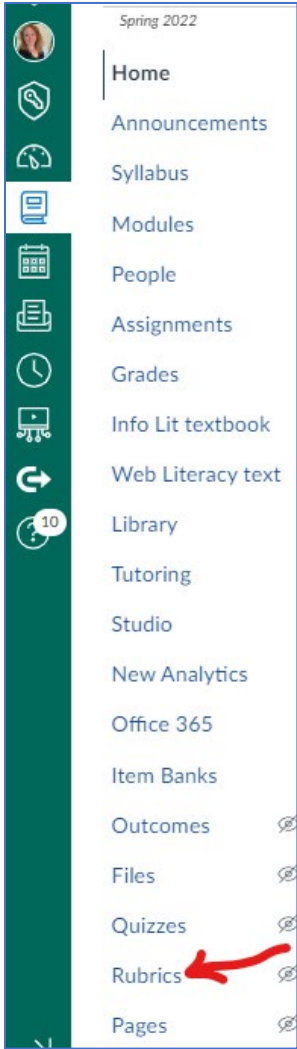 Spring 2022
Home
Announcements
Syllabus
Modules
People
Assignments
Grades
Info Lit textbook
Web Literacy text
10
Library
Tutoring
Studio
New Analytics
Office 365
Item Banks
Outcomes
Files
Quizzes
Rubrics
Pages